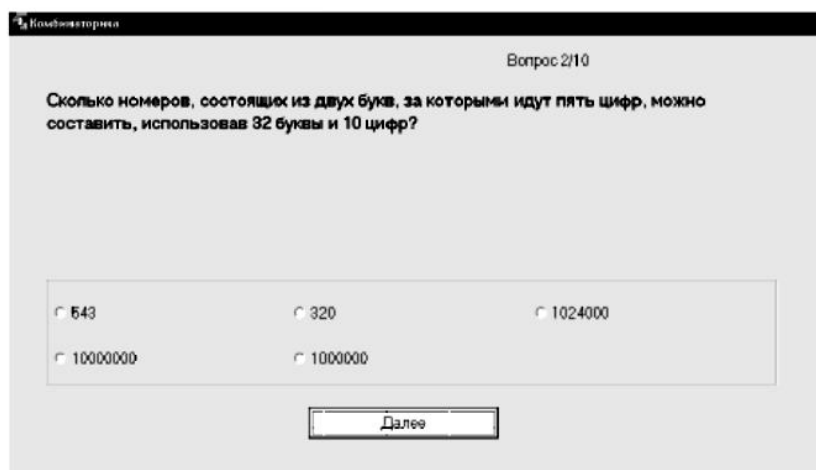 Комбинаторика
Вопрос 2/10
Сколько номеров, состоящих из двух букв, за которыми идут пять цифр, можно
составить, использовав 32 буквы и 10 цифр?
543 320 1024000
10000000 1000000
Далее